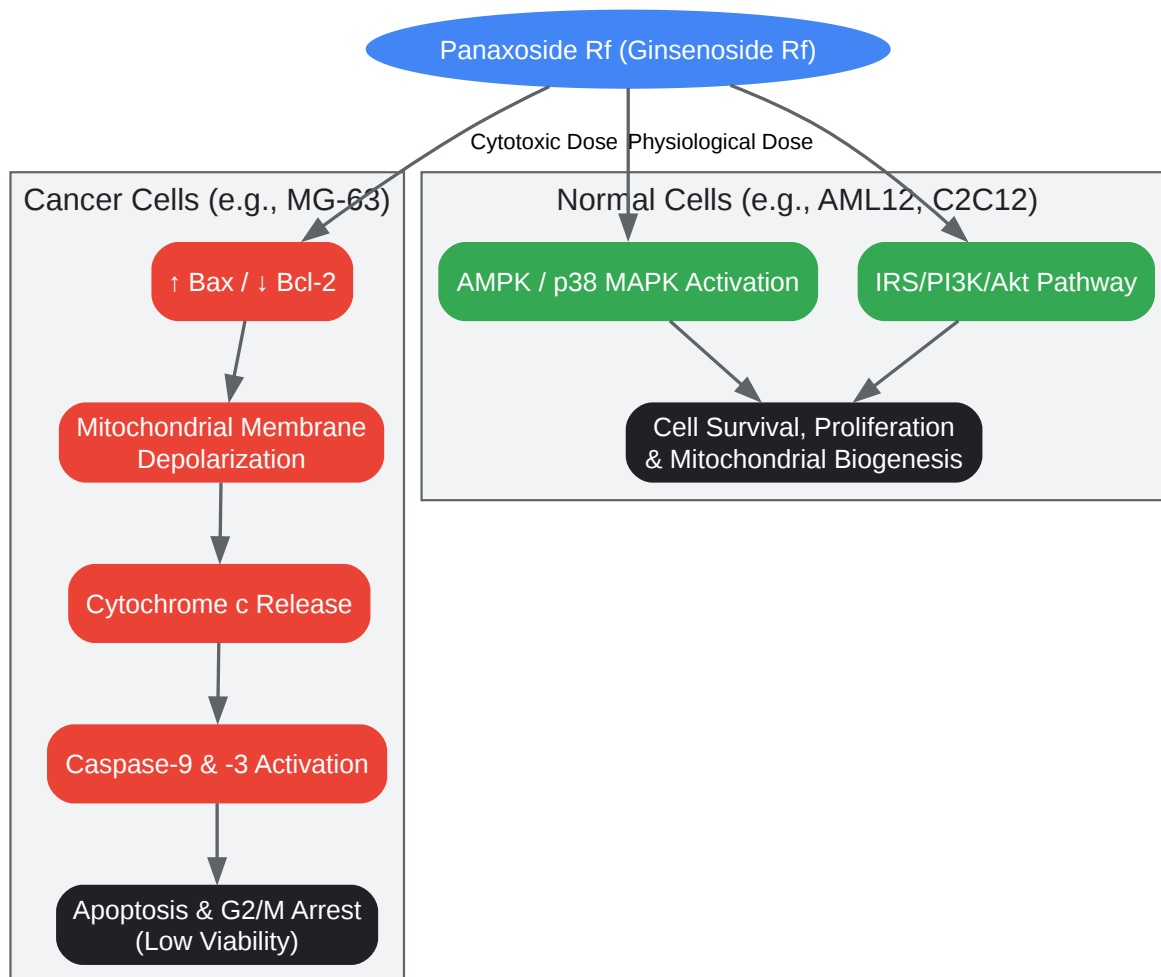 Panaxoside Rf (Ginsenoside Rf)
Cytotoxic Dose
Physiological Dose
Cancer Cells (e.g., MG-63)
Normal Cells (e.g., AML12, C2C12)
↑ Bax / ↓ Bcl-2
AMPK / p38 MAPK Activation
IRS/PI3K/Akt Pathway
Mitochondrial Membrane
Depolarization
Cell Survival, Proliferation
& Mitochondrial Biogenesis
Cytochrome c Release
Caspase-9 & -3 Activation
Apoptosis & G2/M Arrest
(Low Viability)